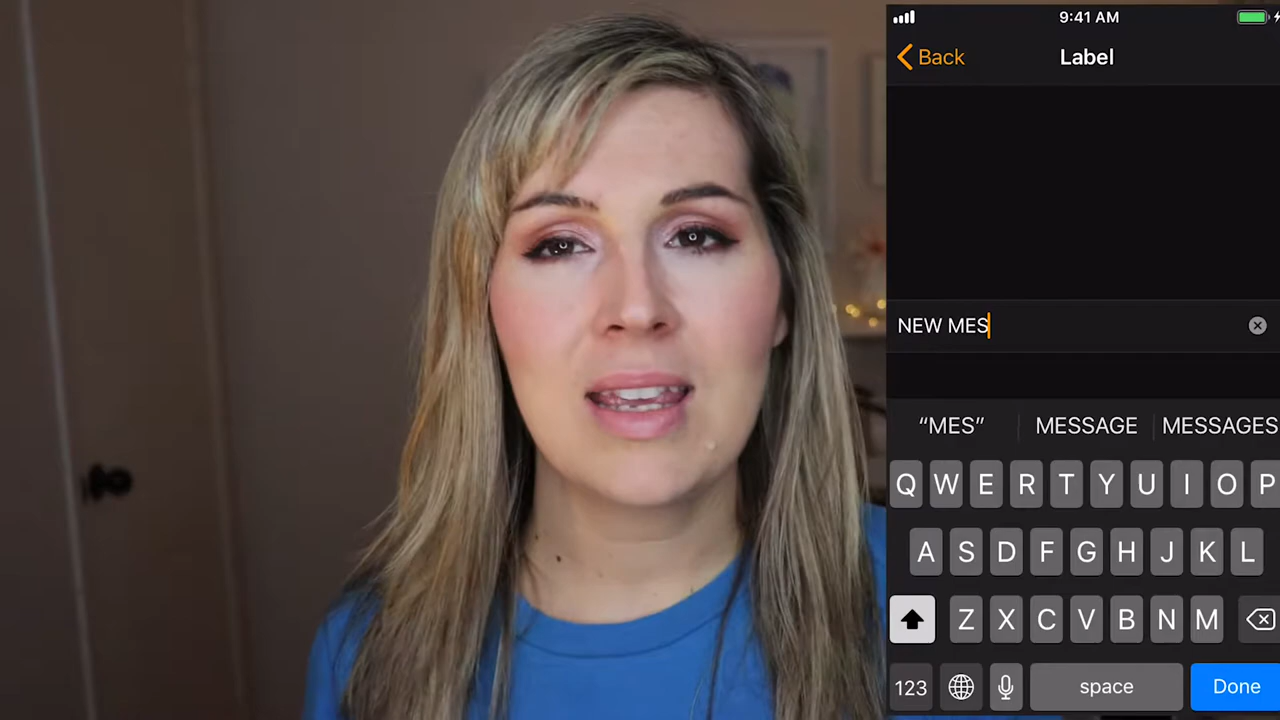 9:41 AM
Back Label
NEW MES
“MES” MESSAGE MESSAGES
Q W E R T Y U I O P
A S D F G H J K L
Z X C V B N M
123 space Done